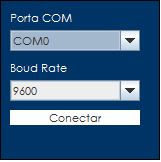 Porta COM
COM0
Boud Rate
9600
Conectar